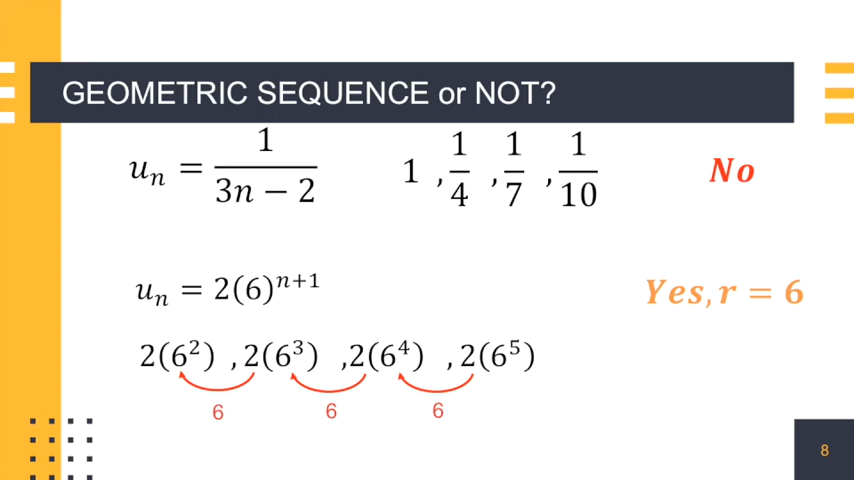 GEOMETRIC SEQUENCE or NOT?
uₙ = 1/(3n − 2) 1 , 1/4 , 1/7 , 1/10 No
uₙ = 2(6)ⁿ⁺¹ Yes, r = 6
2(6²) , 2(6³) ,2(6⁴) , 2(6⁵)
6 6 6
8